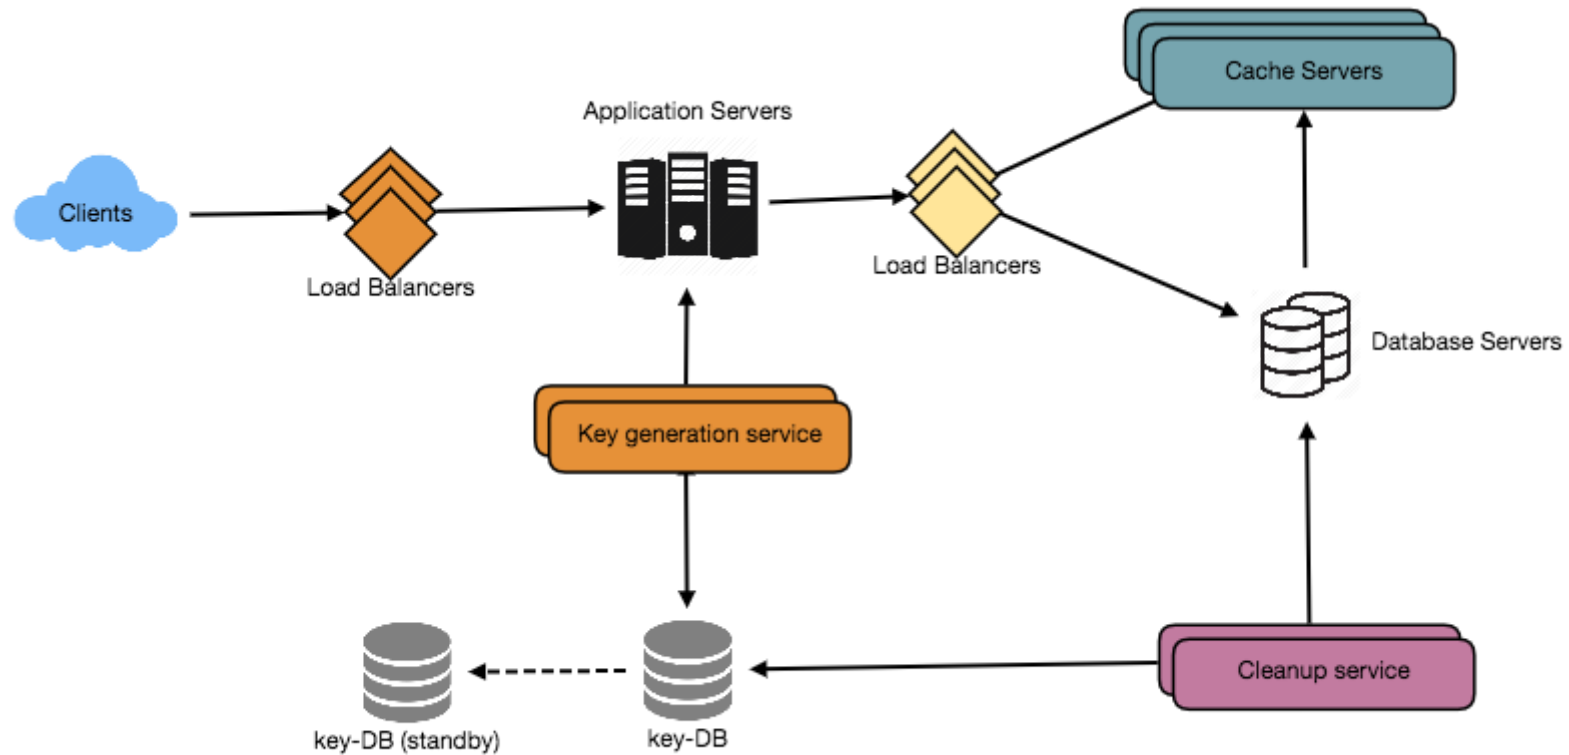 Cache Servers
Application Servers
Clients
Load Balancers
Load Balancers
Database Servers
Key generation service
Cleanup service
key-DB (standby)
key-DB